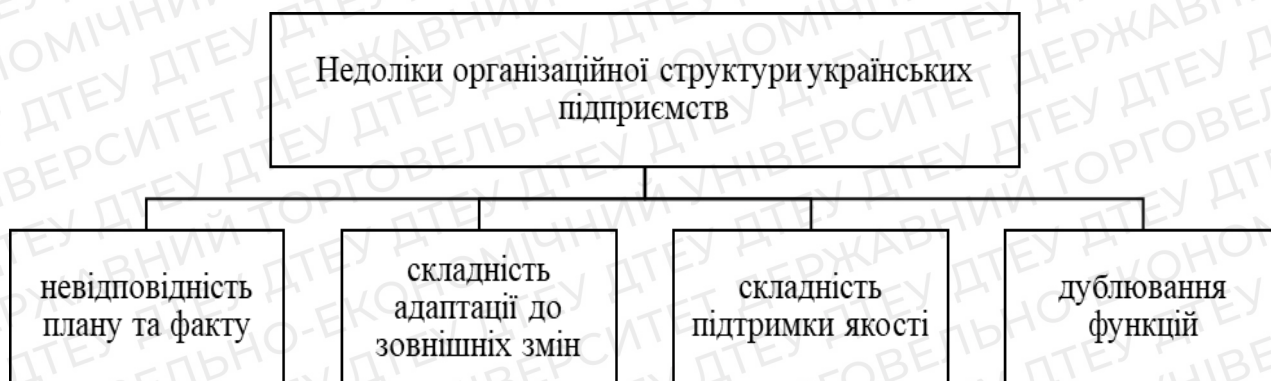 Недоліки організаційної структури українських
підприємств
невідповідність
плану та факту
складність
адаптації до
зовнішніх змін
складність
підтримки якості
дублювання
функцій